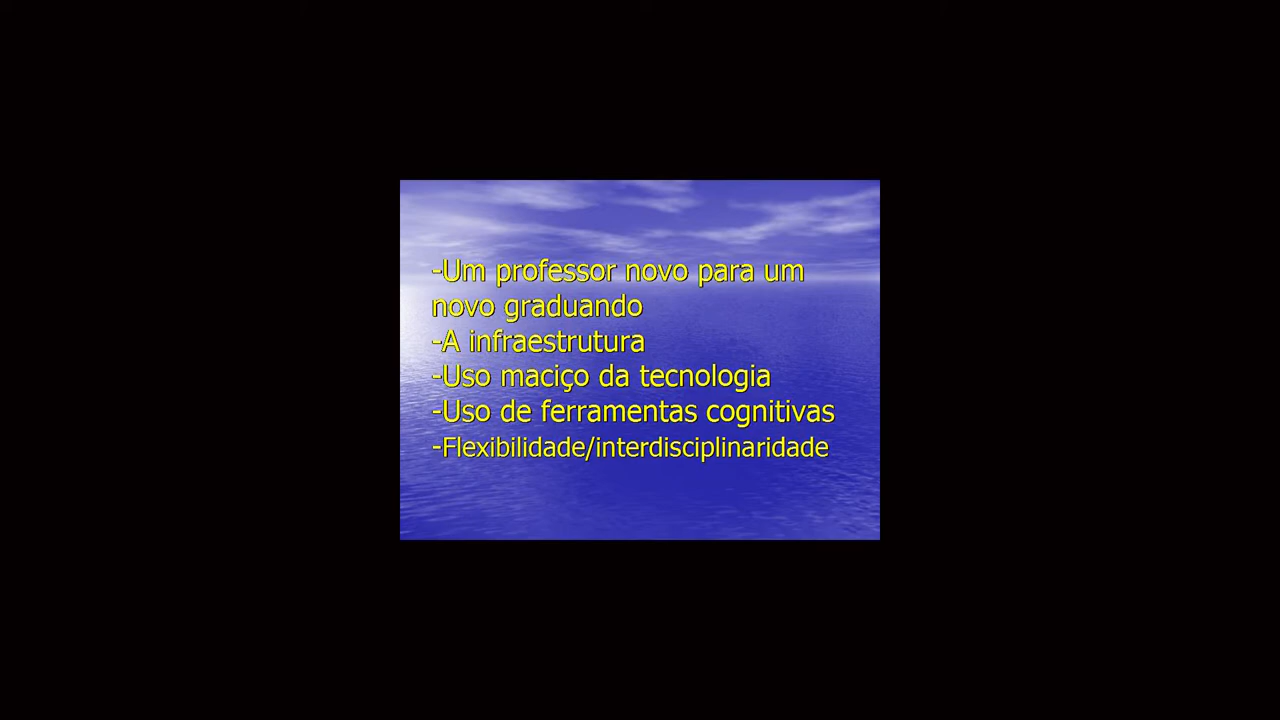 -Um professor novo para um
novo graduando
-A infraestrutura
-Uso maciço da tecnologia
-Uso de ferramentas cognitivas
-Flexibilidade/interdisciplinaridade